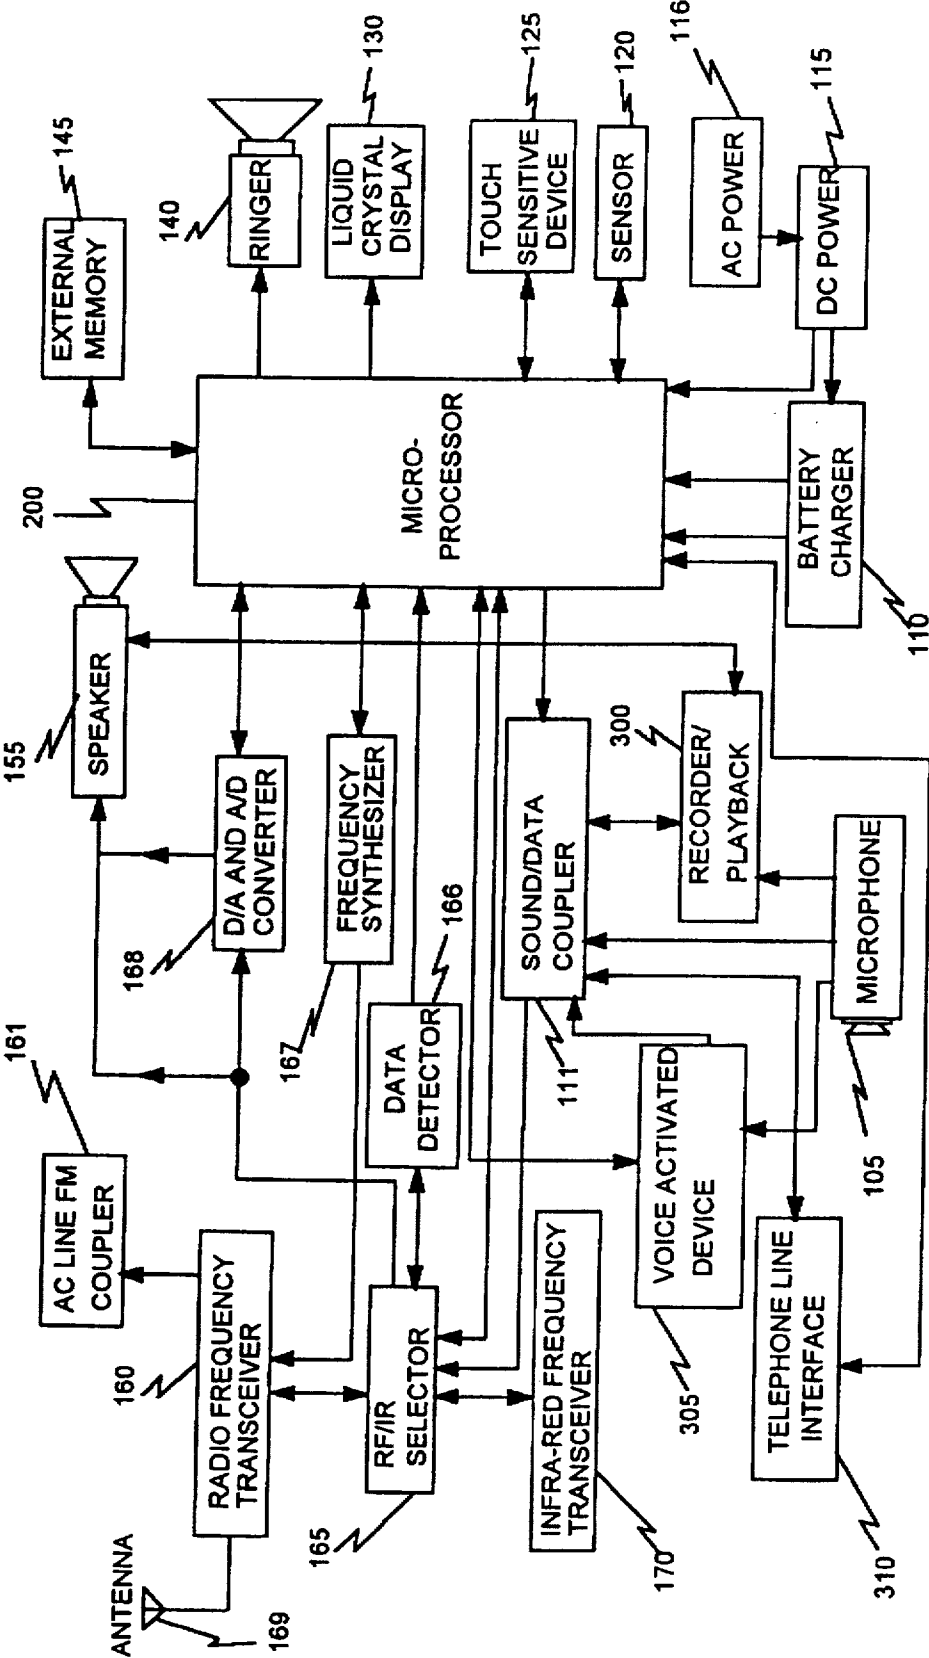 ANTENNA
169
RADIO FREQUENCY
TRANSCEIVER
160
AC LINE FM
COUPLER
161
RF/IR
SELECTOR
165
INFRA-RED FREQUENCY
TRANSCEIVER
170
DATA
DETECTOR
166
D/A AND A/D
CONVERTER
168
FREQUENCY
SYNTHESIZER
167
SPEAKER
155
SOUND/DATA
COUPLER
111
RECORDER/
PLAYBACK
300
VOICE ACTIVATED
DEVICE
305
TELEPHONE LINE
INTERFACE
310
MICROPHONE
105
MICRO-
PROCESSOR
200
EXTERNAL
MEMORY
145
RINGER
140
LIQUID
CRYSTAL
DISPLAY
130
TOUCH
SENSITIVE
DEVICE
125
SENSOR
120
AC POWER
116
DC POWER
115
BATTERY
CHARGER
110